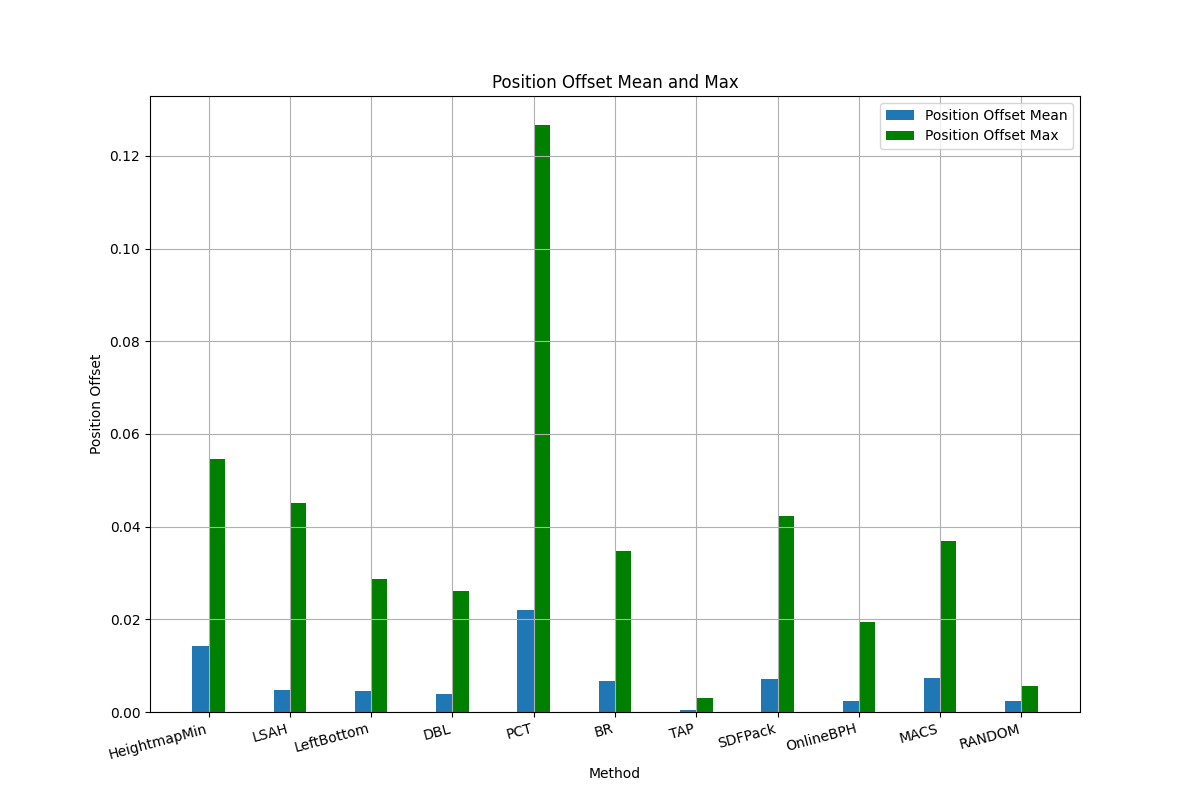 Position Offset Mean and Max
Position Offset Mean
Position Offset Max
Position Offset
0.12
0.10
0.08
0.06
0.04
0.02
0.00
HeightmapMin
LSAH
LeftBottom
DBL
PCT
BR
TAP
SDFPack
OnlineBPH
MACS
RANDOM
Method